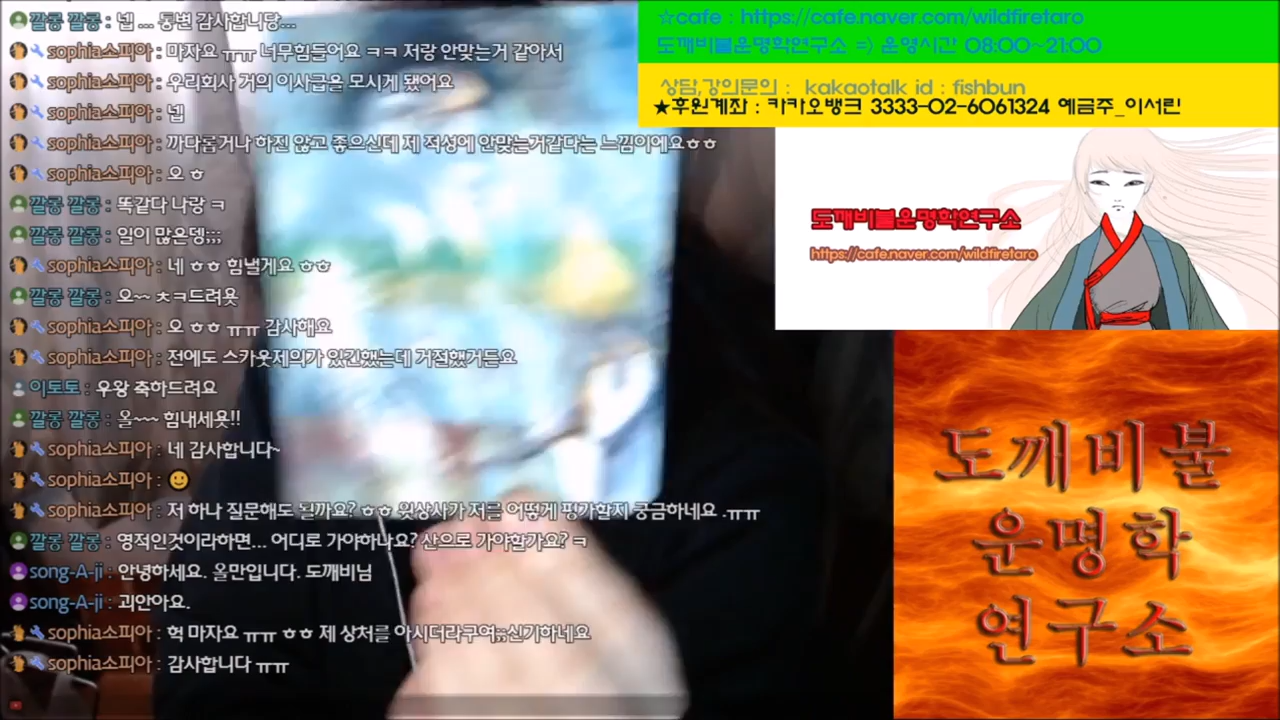 깔롱 깔롱 : 넵 ... 동변 감사합니당...
sophia소피아 : 마자요 ㅠㅠ 너무힘들어요 ㅋㅋ 저랑 안맞는거 같아서
sophia소피아 : 우리회사 거의 이사급을 모시게 됐어요
sophia소피아 : 넵
sophia소피아 : 까다롭거나 하진 않고 좋으신데 제 적성에 안맞는거같다는 느낌이에요ㅎㅎ
sophia소피아 : 오 ㅎ
깔롱 깔롱 : 똑같다 나랑 ㅋ
깔롱 깔롱 : 일이 많은뎅;;;
sophia소피아 : 네 ㅎㅎ 힘낼게요 ㅎㅎ
깔롱 깔롱 : 오~~ ㅊㅋ드려욧
sophia소피아 : 오 ㅎㅎ ㅠㅠ 감사해요
sophia소피아 : 전에도 스카웃제의가 있긴했는데 거절했거든요
이토토 : 우왕 축하드려요
깔롱 깔롱 : 올~~~ 힘내세욧!!
sophia소피아 : 네 감사합니다~
sophia소피아 : 🙂
sophia소피아 : 저 하나 질문해도 될까요? ㅎㅎ 윗상사가 저를 어떻게 평가할지 궁금하네요 .ㅠㅠ
깔롱 깔롱 : 영적인것이라하면... 어디로 가야하나요? 산으로 가야할가요? ㅋ
song-A-ji : 안녕하세요. 올만입니다. 도깨비님
song-A-ji : 괴안아요.
sophia소피아 : 헉 마자요 ㅠㅠ ㅎㅎ 제 상처를 아시더라구여;;신기하네요
sophia소피아 : 감사합니다 ㅠㅠ
☆cafe : https://cafe.naver.com/wildfiretaro
도깨비불운명학연구소 => 운영시간 08:00~21:00
상담,강의문의 : kakaotalk id : fishbun
★후원계좌 : 카카오뱅크 3333-02-6061324 예금주_이서린
도깨비불운명학연구소
https://cafe.naver.com/wildfiretaro
도깨비불
운명학
연구소